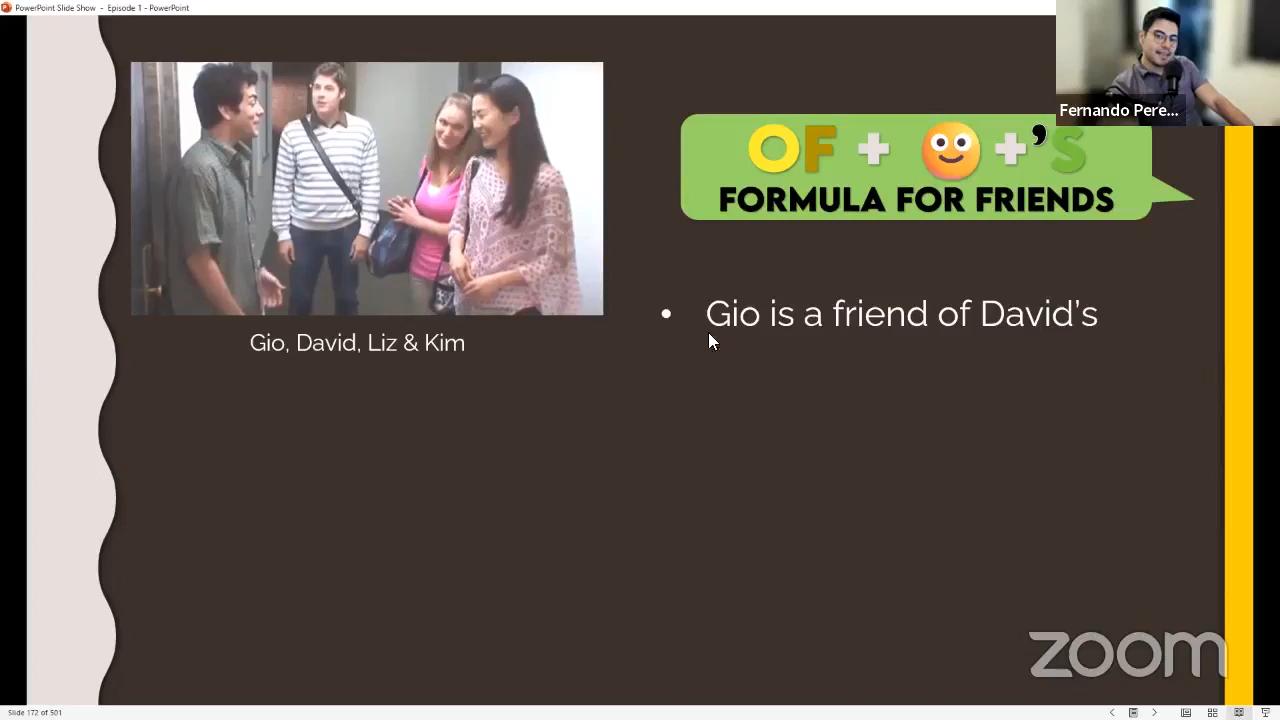 PowerPoint Slide Show - Episode 1 - PowerPoint
Fernando Pere...
OF + + 'S
FORMULA FOR FRIENDS
• Gio is a friend of David's
Gio, David, Liz & Kim
zoom
Slide 172 of 501